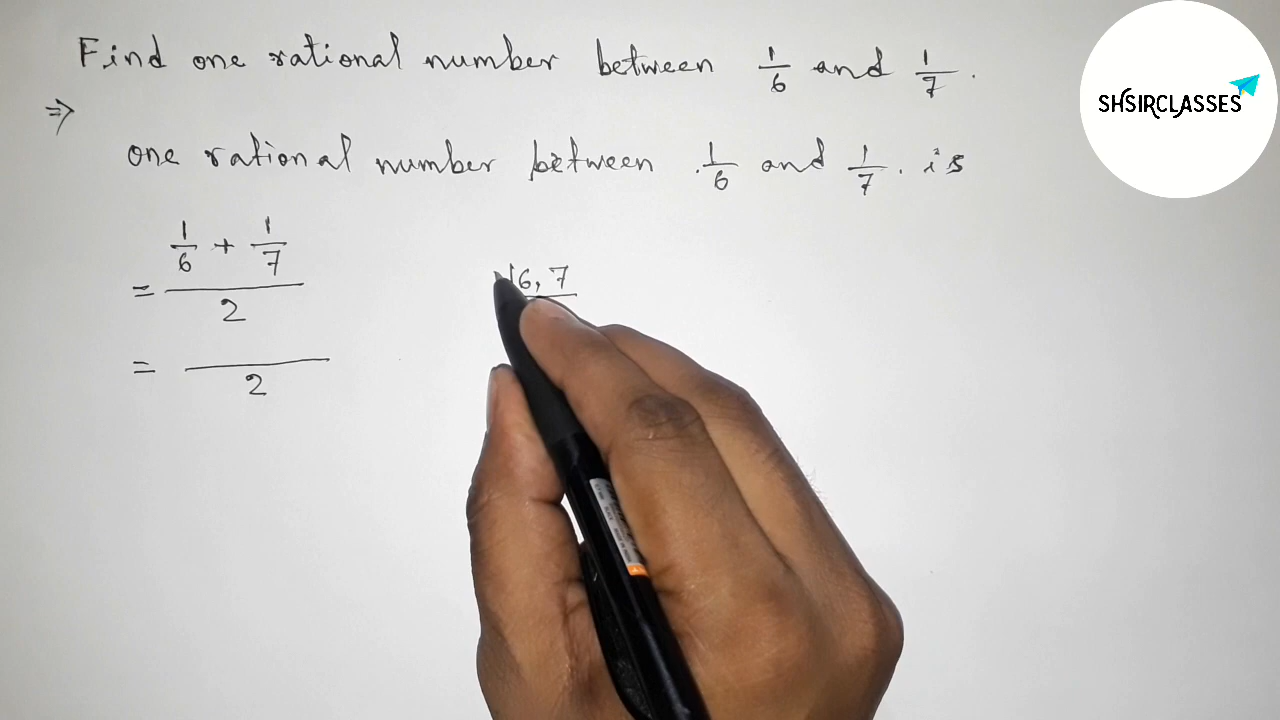 Find one rational number between 1/6 and 1/7.
⇒
one rational number between 1/6 and 1/7. is
= (1/6 + 1/7)/2
6, 7
= /2
SHSIRCLASSES